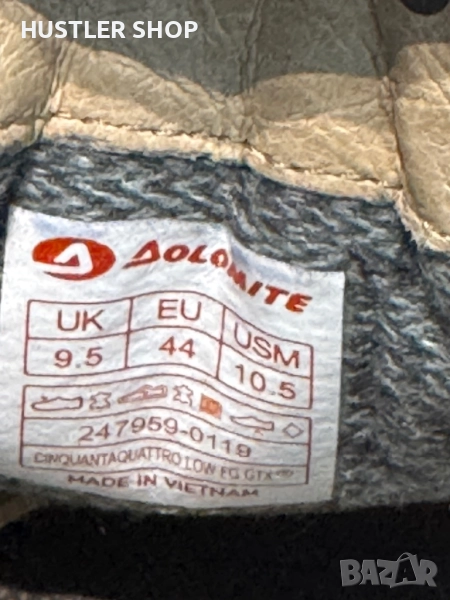 HUSTLER SHOP
DOLOMITE
UK EU USM
9.5 44 10.5
247959-0119
CINQUANTAQUATTRO LOW FG GTX
MADE IN VIETNAM
BAZAR